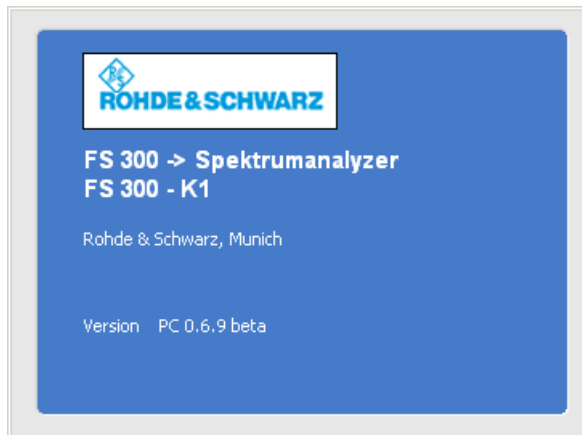 R&S
ROHDE&SCHWARZ
FS 300 -> Spektrumanalyzer
FS 300 - K1
Rohde & Schwarz, Munich
Version PC 0.6.9 beta